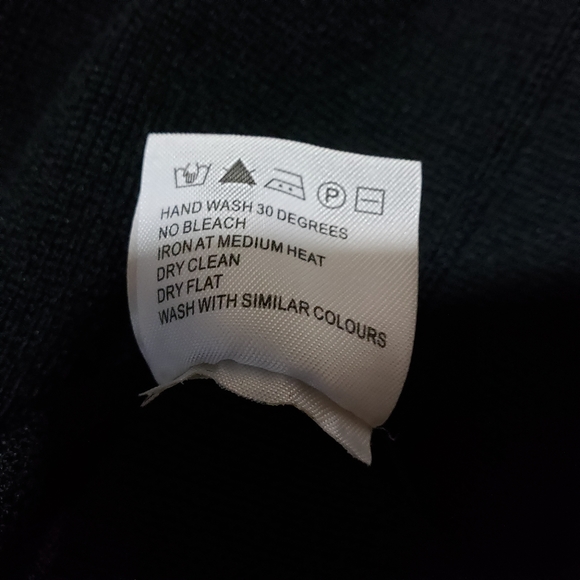 P
HAND WASH 30 DEGREES
NO BLEACH
IRON AT MEDIUM HEAT
DRY CLEAN
DRY FLAT
WASH WITH SIMILAR COLOURS